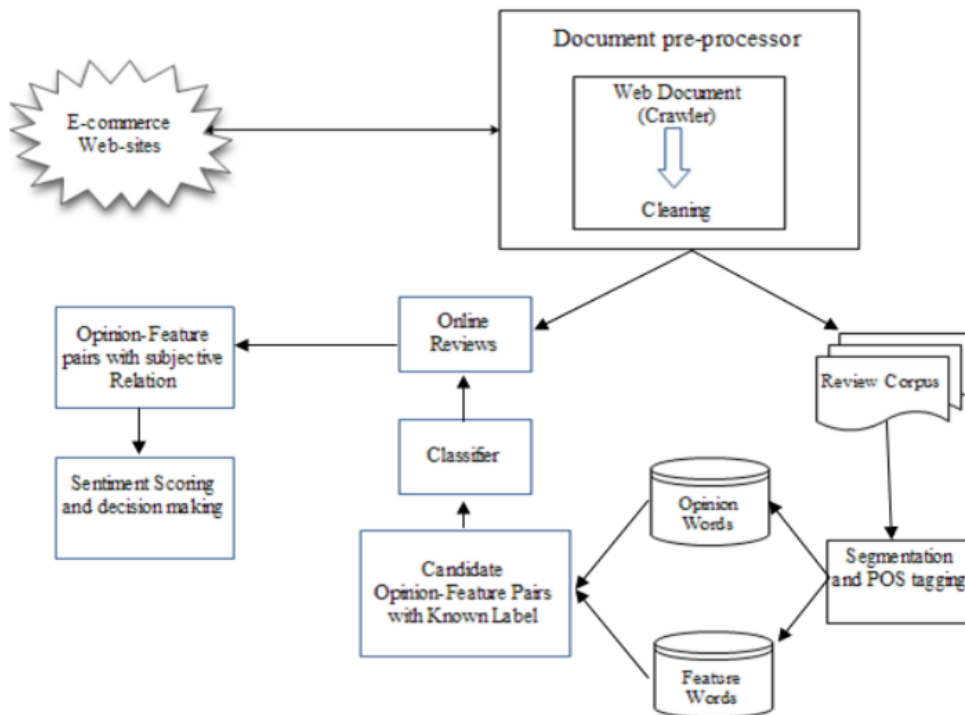 Document pre-processor
Web Document
(Crawler)
Cleaning
E-commerce
Web-sites
Online
Reviews
Opinion-Feature
pairs with subjective
Relation
Review Corpus
Classifier
Sentiment Scoring
and decision making
Opinion
Words
Segmentation
and POS tagging
Candidate
Opinion-Feature Pairs
with Known Label
Feature
Words